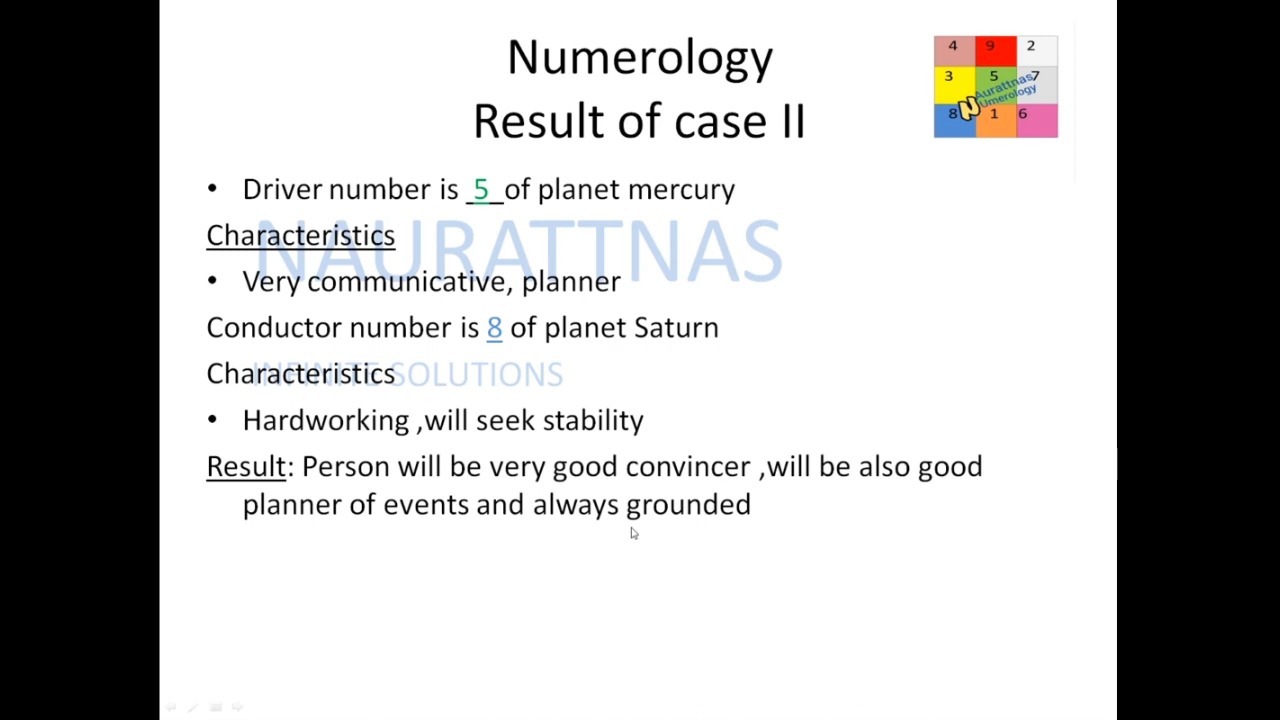 Numerology
Result of case II
4 9 2
3 5 7
8 1 6
NAurattnas
Numerology
• Driver number is _5_of planet mercury
NAURATTNAS
Characteristics
• Very communicative, planner
Conductor number is 8 of planet Saturn
INFINITE SOLUTIONS
Characteristics
• Hardworking ,will seek stability
Result: Person will be very good convincer ,will be also good
planner of events and always grounded